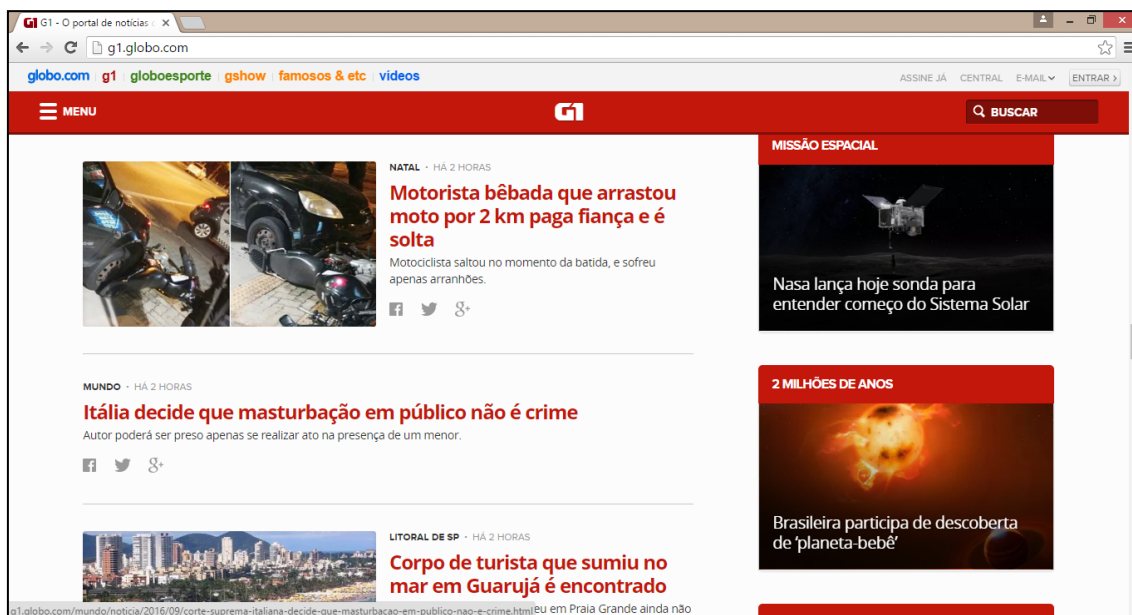 G1 - O portal de notícias
g1.globo.com
globo.com g1 globoesporte gshow famosos & etc videos
ASSINE JÁ CENTRAL E-MAIL ENTRAR >
MENU
G1
BUSCAR
NATAL · HÁ 2 HORAS
Motorista bêbada que arrastou
moto por 2 km paga fiança e é
solta
Motociclista saltou no momento da batida, e sofreu
apenas arranhões.
g+
MUNDO · HÁ 2 HORAS
Itália decide que masturbação em público não é crime
Autor poderá ser preso apenas se realizar ato na presença de um menor.
g+
LITORAL DE SP · HÁ 2 HORAS
Corpo de turista que sumiu no
mar em Guarujá é encontrado
eu em Praia Grande ainda não
MISSÃO ESPACIAL
Nasa lança hoje sonda para
entender começo do Sistema Solar
2 MILHÕES DE ANOS
Brasileira participa de descoberta
de ‘planeta-bebê’
g1.globo.com/mundo/noticia/2016/09/corte-suprema-italiana-decide-que-masturbacao-em-publico-nao-e-crime.html